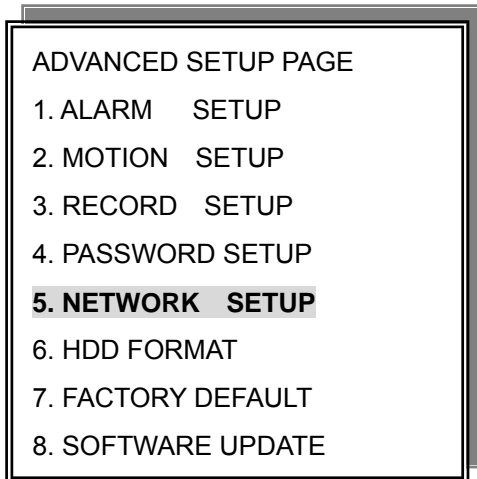 ADVANCED SETUP PAGE
1. ALARM SETUP
2. MOTION SETUP
3. RECORD SETUP
4. PASSWORD SETUP
5. NETWORK SETUP
6. HDD FORMAT
7. FACTORY DEFAULT
8. SOFTWARE UPDATE